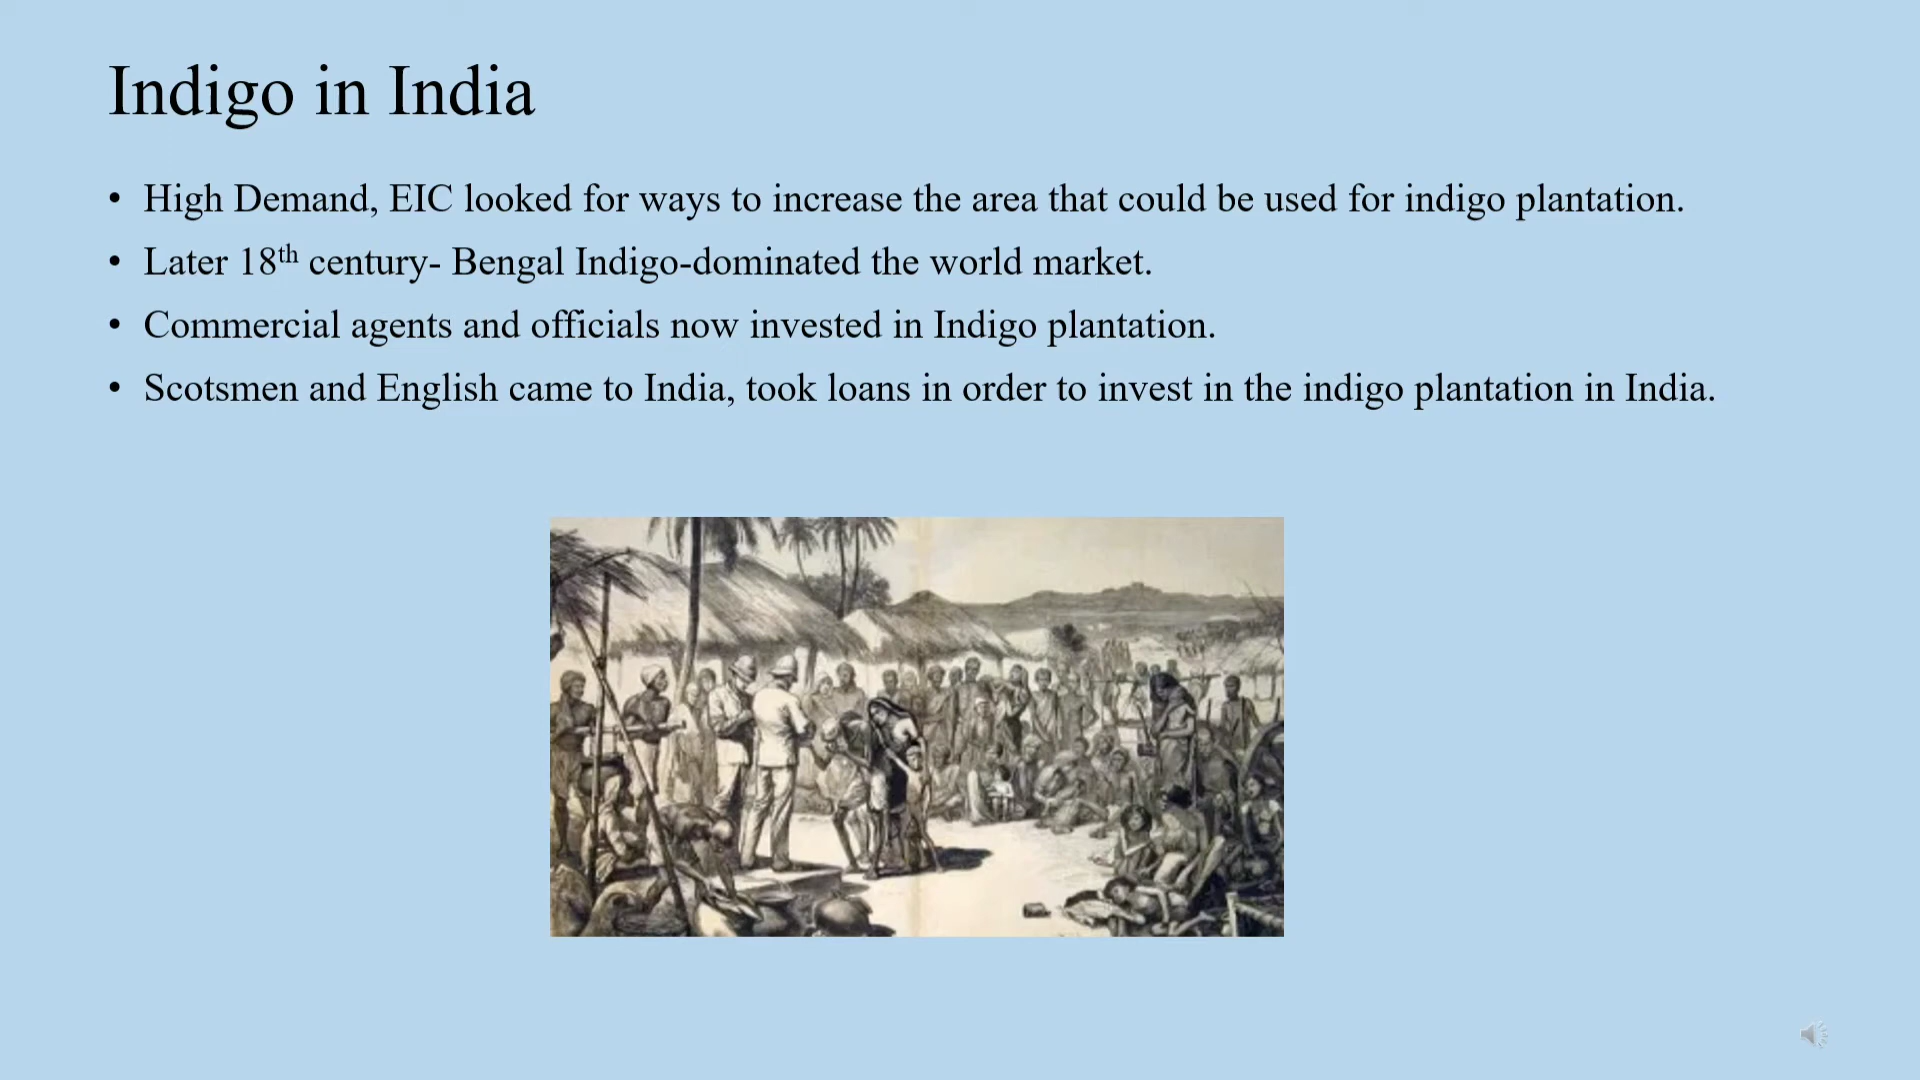 Indigo in India
• High Demand, EIC looked for ways to increase the area that could be used for indigo plantation.
• Later 18th century- Bengal Indigo-dominated the world market.
• Commercial agents and officials now invested in Indigo plantation.
• Scotsmen and English came to India, took loans in order to invest in the indigo plantation in India.